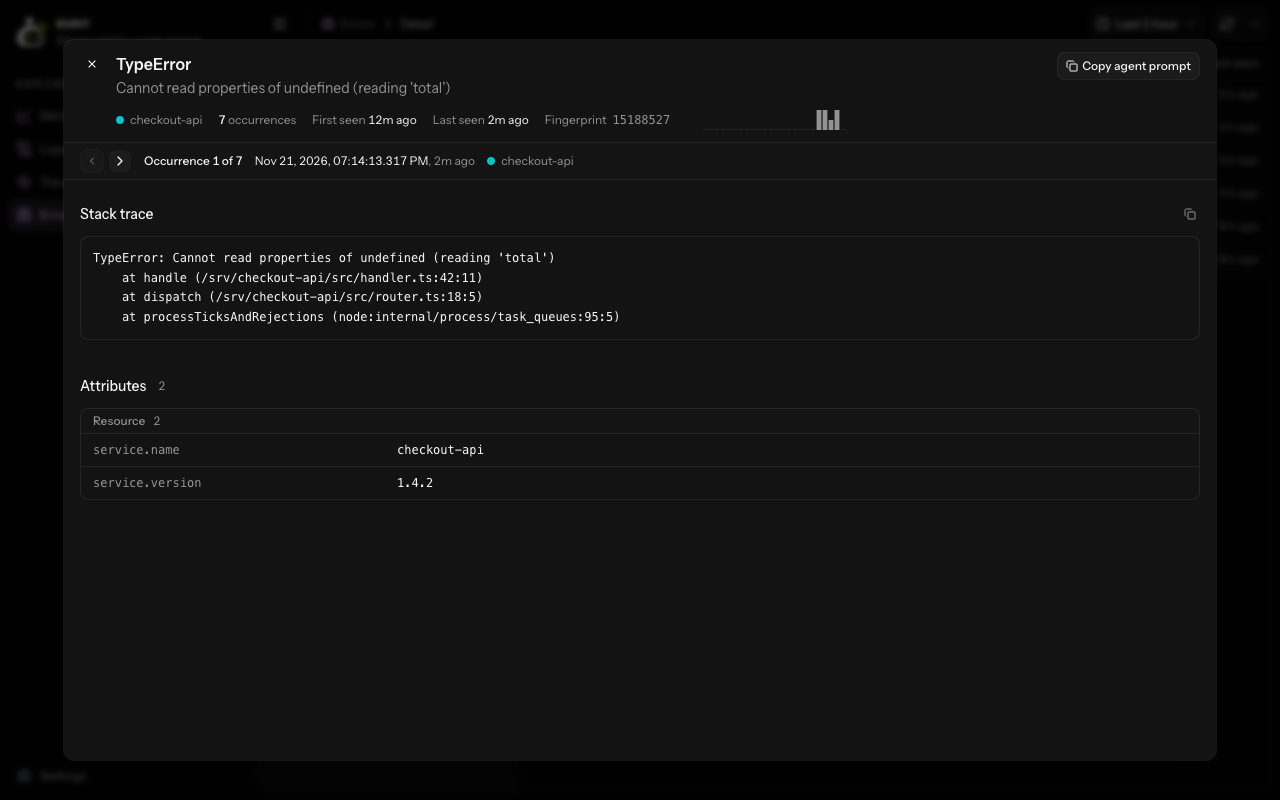 TypeError
Copy agent prompt
Cannot read properties of undefined (reading 'total')
checkout-api 7 occurrences First seen 12m ago Last seen 2m ago Fingerprint 15188527
Occurrence 1 of 7 Nov 21, 2026, 07:14:13.317 PM, 2m ago checkout-api
Stack trace
TypeError: Cannot read properties of undefined (reading 'total')
at handle (/srv/checkout-api/src/handler.ts:42:11)
at dispatch (/srv/checkout-api/src/router.ts:18:5)
at processTicksAndRejections (node:internal/process/task_queues:95:5)
Attributes 2
Resource 2
service.name checkout-api
service.version 1.4.2
Settings